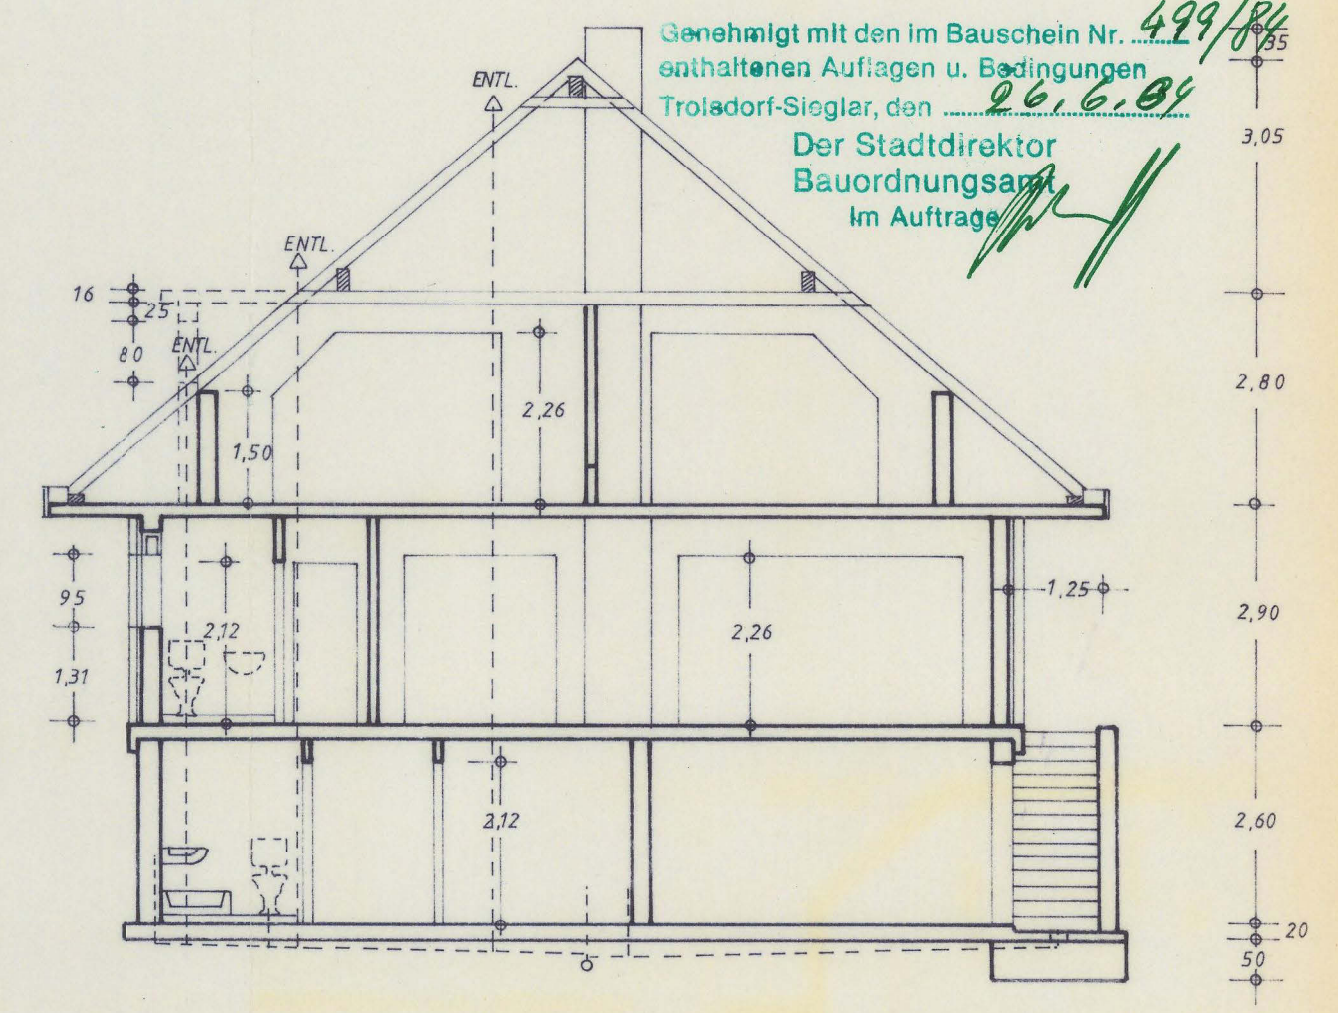 Genehmigt mit den im Bauschein Nr. 499/84
enthaltenen Auflagen u. Bedingungen
Troisdorf-Sieglar, den 26.6.84
Der Stadtdirektor
Bauordnungsamt
Im Auftrage
35
ENTL.
3,05
ENTL.
16
25
ENTL.
80
2,80
2,26
1,50
95
1,25
2,90
2,12
2,26
1,31
2,12
2,60
20
50